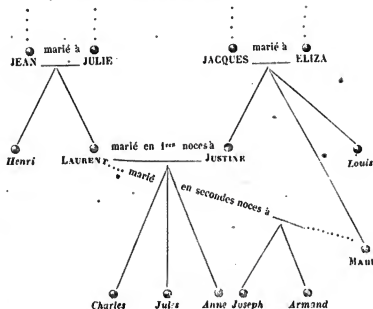 marié à marié à
JEAN JULIE JACQUES ELIZA
marié en 1res noces à
Henri LAURENT JUSTINE Louis
marié en secondes noces à
Charles Jules Anne Joseph Armand